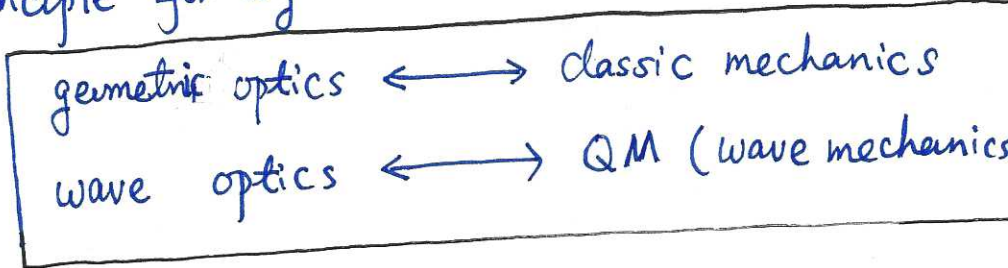 geometric optics ⟷ classic mechanics
wave optics ⟷ QM (wave mechanics